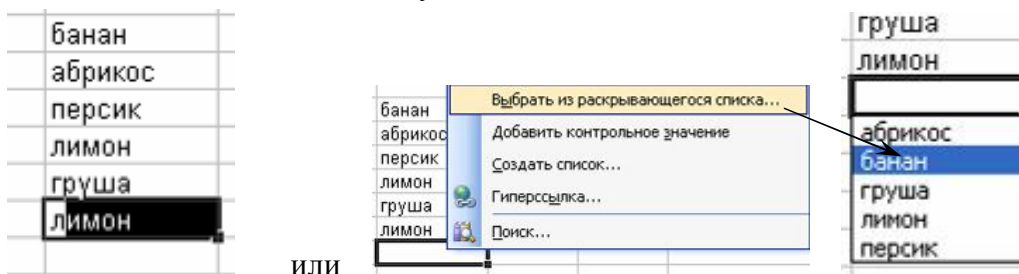 банан
абрикос
персик
лимон
груша
лимон
или
банан
абрикос
персик
лимон
груша
лимон
Выбрать из раскрывающегося списка...
Добавить контрольное значение
Создать список...
Гиперссылка...
Поиск...
груша
лимон
абрикос
банан
груша
лимон
персик